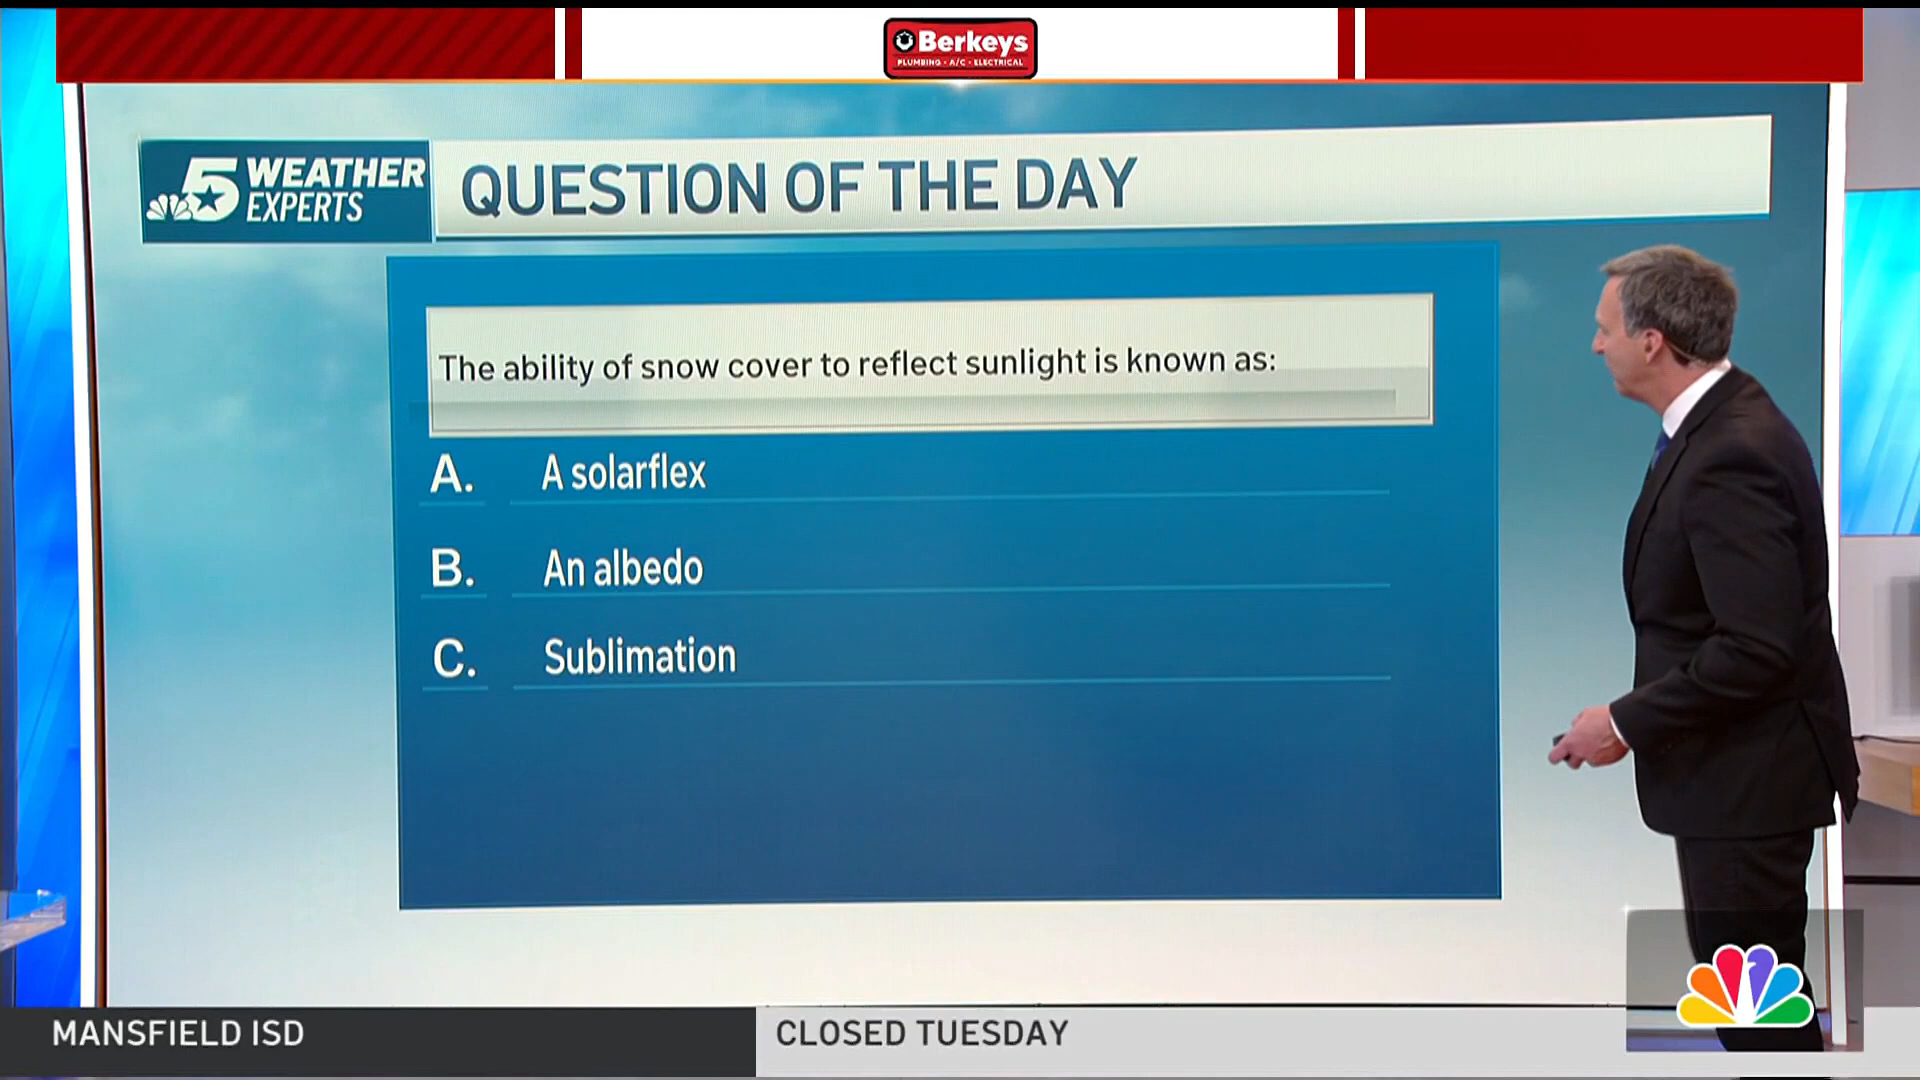 Berkeys
PLUMBING • A/C • ELECTRICAL
5 WEATHER
EXPERTS
QUESTION OF THE DAY
The ability of snow cover to reflect sunlight is known as:
A. A solarflex
B. An albedo
C. Sublimation
MANSFIELD ISD CLOSED TUESDAY